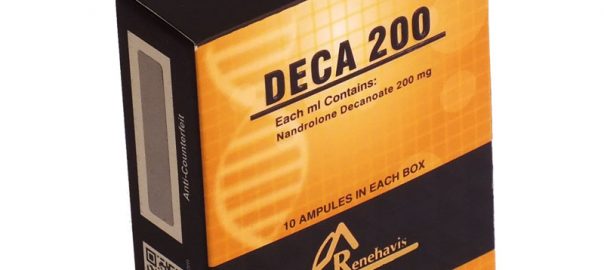 DECA 200
Each ml Contains:
Nandrolone Decanoate 200 mg
10 AMPULES IN EACH BOX
Renehavis
Anti-Counterfeit